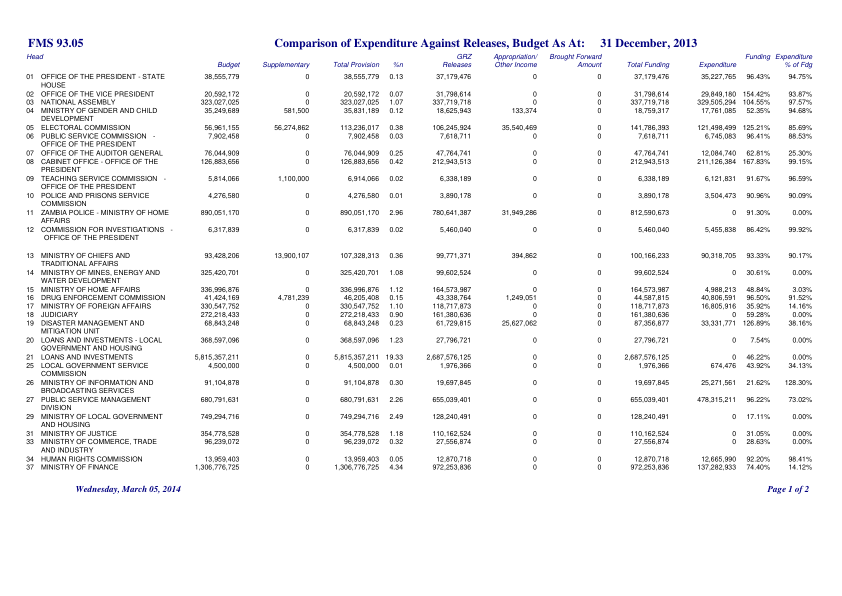 FMS 93.05 Comparison of Expenditure Against Releases, Budget As At: 31 December, 2013
Head GRZ Appropriation/ Brought Forward Funding Expenditure
Budget Supplementary Total Provision %n Releases Other Income Amount Total Funding Expenditure % of Fdg
01 OFFICE OF THE PRESIDENT - STATE 38,555,779 0 38,555,779 0.13 37,179,476 0 0 37,179,476 35,227,765 96.43% 94.75%
HOUSE
02 OFFICE OF THE VICE PRESIDENT 20,592,172 0 20,592,172 0.07 31,798,614 0 0 31,798,614 29,849,180 154.42% 93.87%
03 NATIONAL ASSEMBLY 323,027,025 0 323,027,025 1.07 337,719,718 0 0 337,719,718 329,505,294 104.55% 97.57%
04 MINISTRY OF GENDER AND CHILD 35,249,689 581,500 35,831,189 0.12 18,625,943 133,374 0 18,759,317 17,761,085 52.35% 94.68%
DEVELOPMENT
05 ELECTORAL COMMISSION 56,961,155 56,274,862 113,236,017 0.38 106,245,924 35,540,469 0 141,786,393 121,498,499 125.21% 85.69%
06 PUBLIC SERVICE COMMISSION - 7,902,458 0 7,902,458 0.03 7,618,711 0 0 7,618,711 6,745,083 96.41% 88.53%
OFFICE OF THE PRESIDENT
07 OFFICE OF THE AUDITOR GENERAL 76,044,909 0 76,044,909 0.25 47,764,741 0 0 47,764,741 12,084,740 62.81% 25.30%
08 CABINET OFFICE - OFFICE OF THE 126,883,656 0 126,883,656 0.42 212,943,513 0 0 212,943,513 211,126,384 167.83% 99.15%
PRESIDENT
09 TEACHING SERVICE COMMISSION - 5,814,066 1,100,000 6,914,066 0.02 6,338,189 0 0 6,338,189 6,121,831 91.67% 96.59%
OFFICE OF THE PRESIDENT
10 POLICE AND PRISONS SERVICE 4,276,580 0 4,276,580 0.01 3,890,178 0 0 3,890,178 3,504,473 90.96% 90.09%
COMMISSION
11 ZAMBIA POLICE - MINISTRY OF HOME 890,051,170 0 890,051,170 2.96 780,641,387 31,949,286 0 812,590,673 0 91.30% 0.00%
AFFAIRS
12 COMMISSION FOR INVESTIGATIONS - 6,317,839 0 6,317,839 0.02 5,460,040 0 0 5,460,040 5,455,838 86.42% 99.92%
OFFICE OF THE PRESIDENT
13 MINISTRY OF CHIEFS AND 93,428,206 13,900,107 107,328,313 0.36 99,771,371 394,862 0 100,166,233 90,318,705 93.33% 90.17%
TRADITIONAL AFFAIRS
14 MINISTRY OF MINES, ENERGY AND 325,420,701 0 325,420,701 1.08 99,602,524 0 0 99,602,524 0 30.61% 0.00%
WATER DEVELOPMENT
15 MINISTRY OF HOME AFFAIRS 336,996,876 0 336,996,876 1.12 164,573,987 0 0 164,573,987 4,988,213 48.84% 3.03%
16 DRUG ENFORCEMENT COMMISSION 41,424,169 4,781,239 46,205,408 0.15 43,338,764 1,249,051 0 44,587,815 40,806,591 96.50% 91.52%
17 MINISTRY OF FOREIGN AFFAIRS 330,547,752 0 330,547,752 1.10 118,717,873 0 0 118,717,873 16,805,916 35.92% 14.16%
18 JUDICIARY 272,218,433 0 272,218,433 0.90 161,380,636 0 0 161,380,636 0 59.28% 0.00%
19 DISASTER MANAGEMENT AND 68,843,248 0 68,843,248 0.23 61,729,815 25,627,062 0 87,356,877 33,331,771 126.89% 38.16%
MITIGATION UNIT
20 LOANS AND INVESTMENTS - LOCAL 368,597,096 0 368,597,096 1.23 27,796,721 0 0 27,796,721 0 7.54% 0.00%
GOVERNMENT AND HOUSING
21 LOANS AND INVESTMENTS 5,815,357,211 0 5,815,357,211 19.33 2,687,576,125 0 0 2,687,576,125 0 46.22% 0.00%
25 LOCAL GOVERNMENT SERVICE 4,500,000 0 4,500,000 0.01 1,976,366 0 0 1,976,366 674,476 43.92% 34.13%
COMMISSION
26 MINISTRY OF INFORMATION AND 91,104,878 0 91,104,878 0.30 19,697,845 0 0 19,697,845 25,271,561 21.62% 128.30%
BROADCASTING SERVICES
27 PUBLIC SERVICE MANAGEMENT 680,791,631 0 680,791,631 2.26 655,039,401 0 0 655,039,401 478,315,211 96.22% 73.02%
DIVISION
29 MINISTRY OF LOCAL GOVERNMENT 749,294,716 0 749,294,716 2.49 128,240,491 0 0 128,240,491 0 17.11% 0.00%
AND HOUSING
31 MINISTRY OF JUSTICE 354,778,528 0 354,778,528 1.18 110,162,524 0 0 110,162,524 0 31.05% 0.00%
33 MINISTRY OF COMMERCE, TRADE 96,239,072 0 96,239,072 0.32 27,556,874 0 0 27,556,874 0 28.63% 0.00%
AND INDUSTRY
34 HUMAN RIGHTS COMMISSION 13,959,403 0 13,959,403 0.05 12,870,718 0 0 12,870,718 12,665,990 92.20% 98.41%
37 MINISTRY OF FINANCE 1,306,776,725 0 1,306,776,725 4.34 972,253,836 0 0 972,253,836 137,282,933 74.40% 14.12%
Wednesday, March 05, 2014 Page 1 of 2